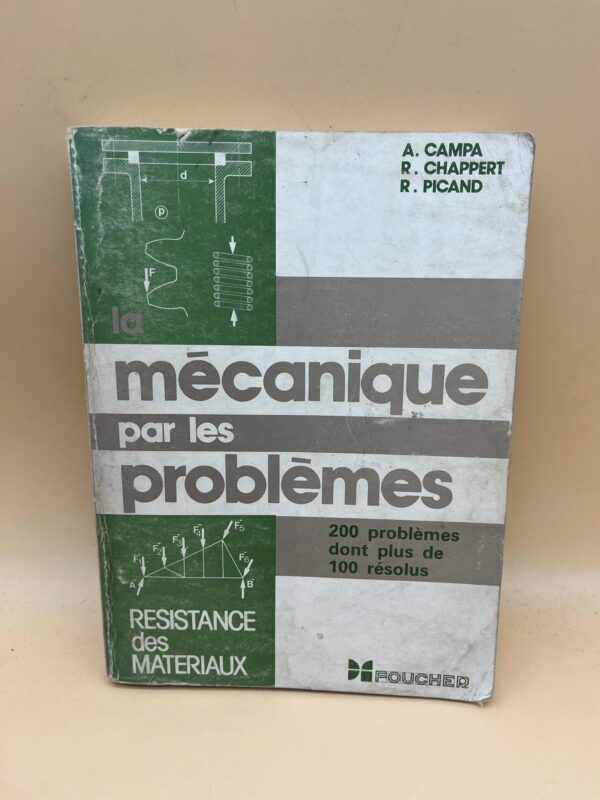 A. CAMPA
R. CHAPPERT
R. PICAND
d
p
F
la
mécanique
par les
problèmes
200 problèmes
dont plus de
100 résolus
F1
F2
F3
F4
F5
F6
A
B
RESISTANCE
des
MATERIAUX
FOUCHER